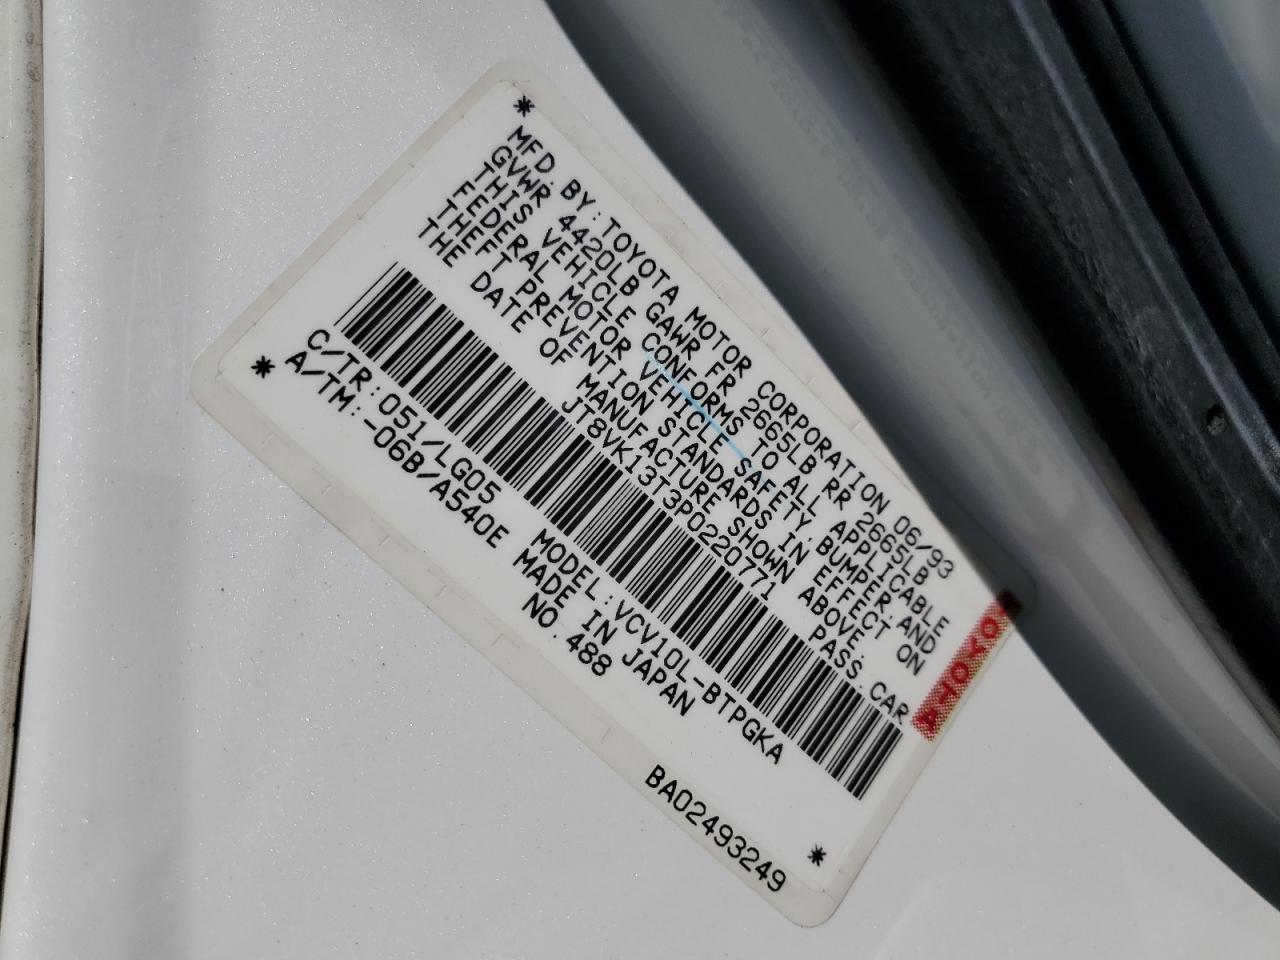 MFD. BY: TOYOTA MOTOR CORPORATION 06/93
GVWR 4420LB GAWR FR 2665LB RR 2665LB
THIS VEHICLE CONFORMS TO ALL APPLICABLE
FEDERAL MOTOR VEHICLE SAFETY, BUMPER, AND
THEFT PREVENTION STANDARDS IN EFFECT ON
THE DATE OF MANUFACTURE SHOWN ABOVE.
JT8VK13T3P0220771 PASS. CAR
C/TR: 051/LG05 MODEL: VCV10L-BTPGKA
A/TM: -06B/A540E MADE IN JAPAN
NO. 488
BA02493249
TOYOTA